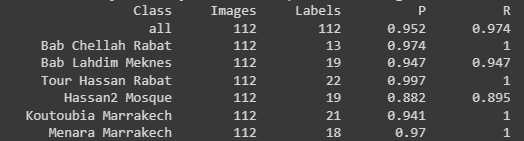 Class Images Labels P R
all 112 112 0.952 0.974
Bab Chellah Rabat 112 13 0.974 1
Bab Lahdim Meknes 112 19 0.947 0.947
Tour Hassan Rabat 112 22 0.997 1
Hassan2 Mosque 112 19 0.882 0.895
Koutoubia Marrakech 112 21 0.941 1
Menara Marrakech 112 18 0.97 1